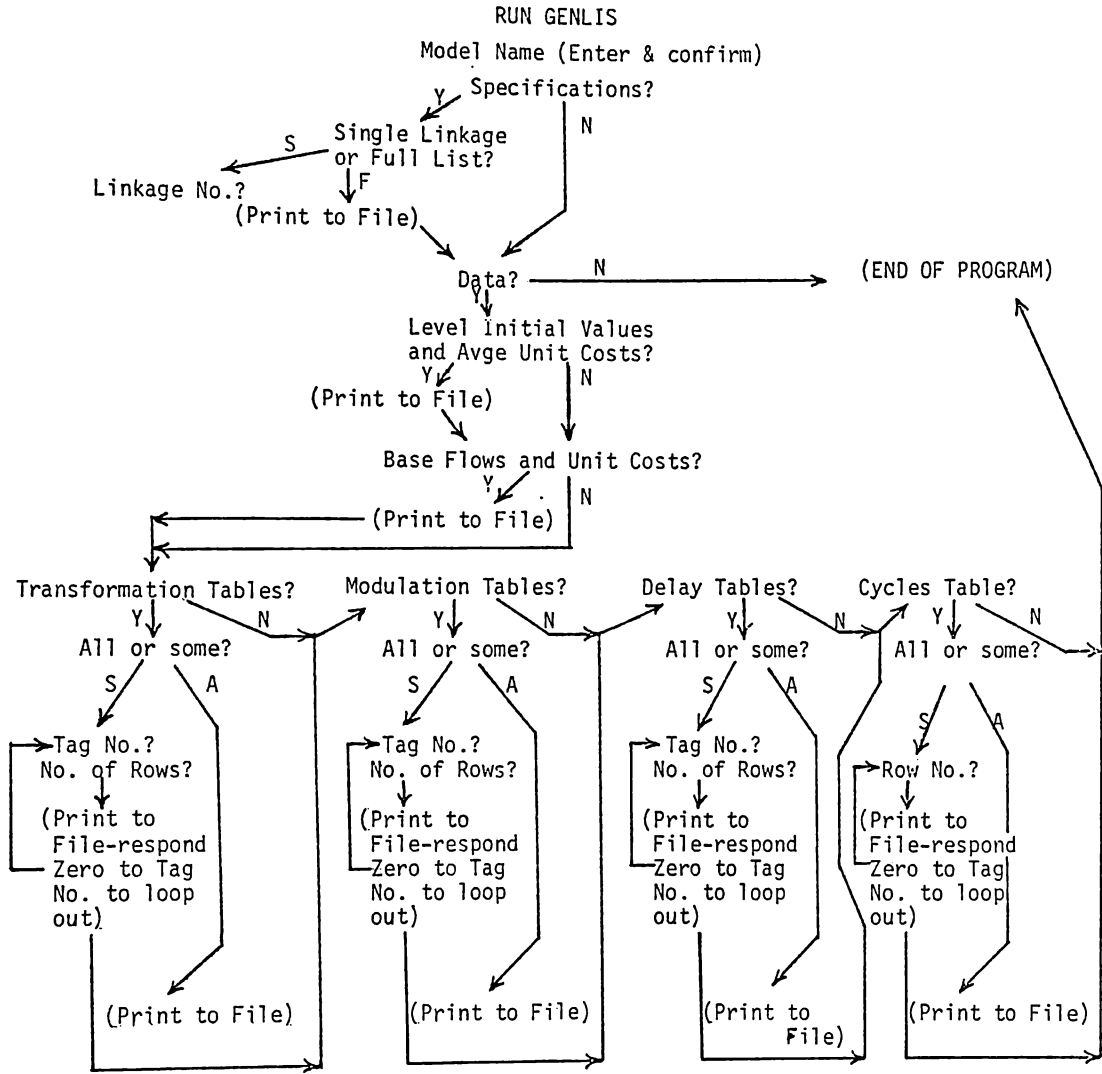 RUN GENLIS
Model Name (Enter & confirm)
Specifications?
Y
N
Single Linkage
or Full List?
S
F
Linkage No.?
(Print to File)
Data?
N
(END OF PROGRAM)
Y
Level Initial Values
and Avge Unit Costs?
Y
N
(Print to File)
Base Flows and Unit Costs?
Y
N
(Print to File)
Transformation Tables?
Y
N
All or some?
S
A
Tag No.?
No. of Rows?
(Print to
File-respond
Zero to Tag
No. to loop
out)
(Print to File)
Modulation Tables?
Y
N
All or some?
S
A
Tag No.?
No. of Rows?
(Print to
File-respond
Zero to Tag
No. to loop
out)
(Print to File)
Delay Tables?
Y
N
All or some?
S
A
Tag No.?
No. of Rows?
(Print to
File-respond
Zero to Tag
No. to loop
out)
(Print to
File)
Cycles Table?
Y
N
All or some?
S
A
Row No.?
(Print to
File-respond
Zero to Tag
No. to loop
out)
(Print to File)